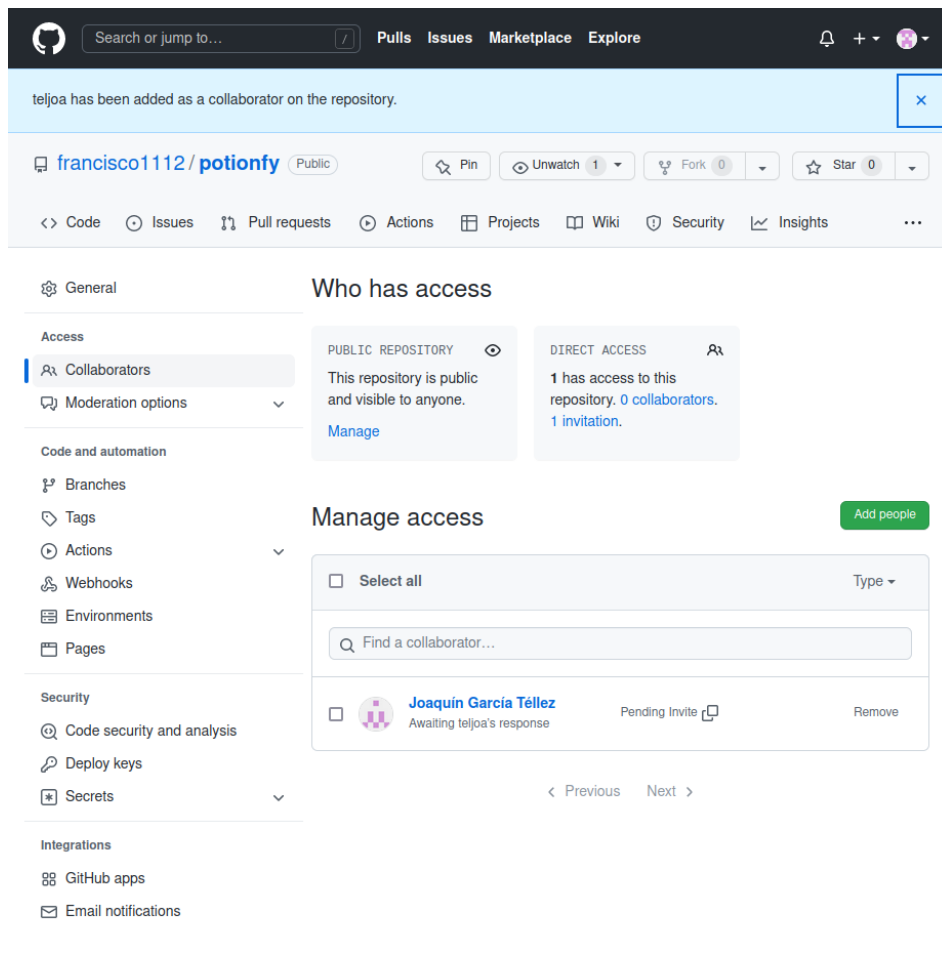 Search or jump to… /
Pulls Issues Marketplace Explore
teljoa has been added as a collaborator on the repository.
francisco1112 / potionfy Public
Pin Unwatch 1 Fork 0 Star 0
Code Issues Pull requests Actions Projects Wiki Security Insights
General
Access
Collaborators
Moderation options
Code and automation
Branches
Tags
Actions
Webhooks
Environments
Pages
Security
Code security and analysis
Deploy keys
Secrets
Integrations
GitHub apps
Email notifications
Who has access
PUBLIC REPOSITORY
This repository is public
and visible to anyone.
Manage
DIRECT ACCESS
1 has access to this
repository. 0 collaborators.
1 invitation.
Manage access
Add people
Select all
Type
Find a collaborator…
Joaquín García Téllez
Awaiting teljoa's response
Pending Invite
Remove
Previous Next